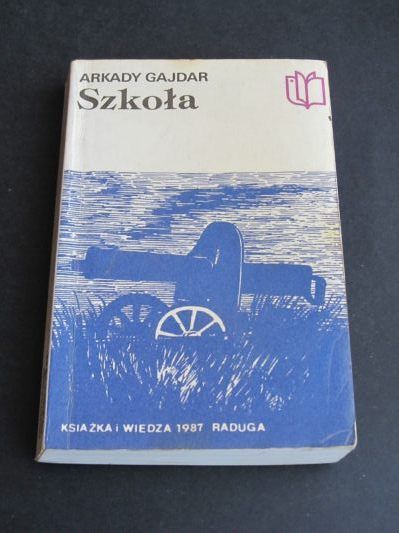 ARKADY GAJDAR
Szkoła
KSIĄŻKA i WIEDZA 1987 RADUGA